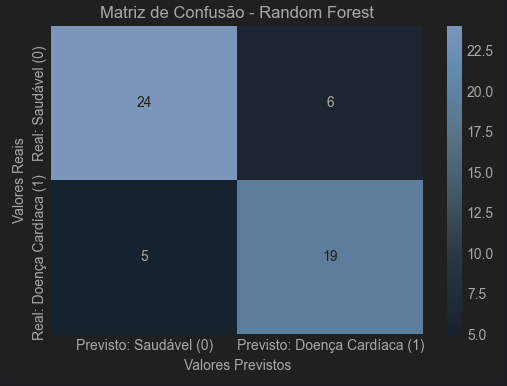 Matriz de Confusão - Random Forest
Valores Reais
Real: Saudável (0)
Real: Doença Cardíaca (1)
24
6
5
19
Previsto: Saudável (0)
Previsto: Doença Cardíaca (1)
Valores Previstos
22.5
20.0
17.5
15.0
12.5
10.0
7.5
5.0